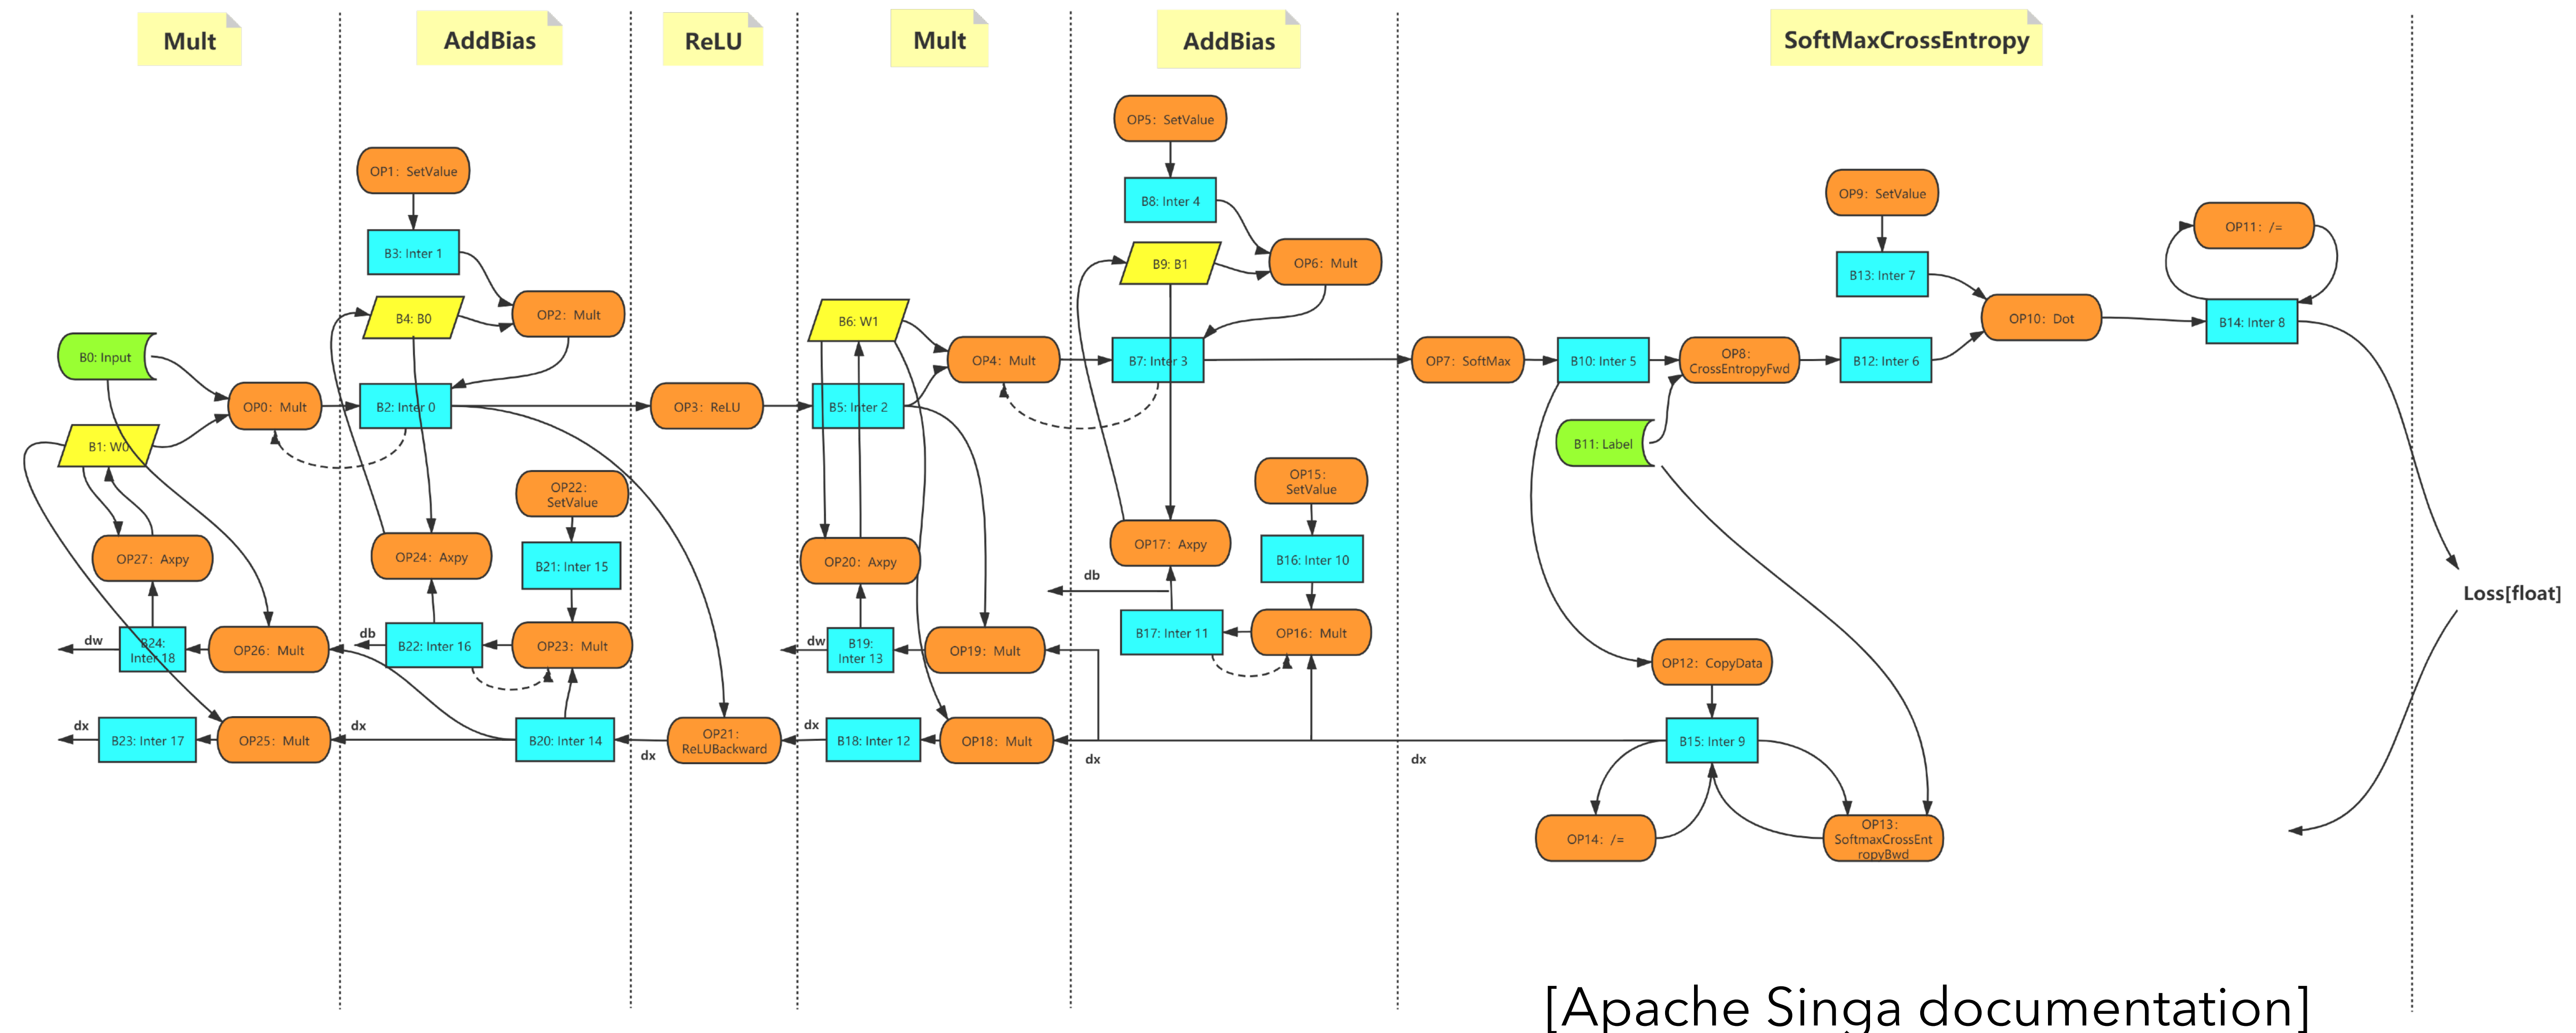 Mult
AddBias
ReLU
Mult
AddBias
SoftMaxCrossEntropy
OP5: SetValue
OP1: SetValue
OP9: SetValue
B8: Inter 4
OP11: /=
B3: Inter 1
B9: B1
OP6: Mult
B13: Inter 7
B4: B0
OP2: Mult
B6: W1
OP10: Dot
B14: Inter 8
B0: Input
OP4: Mult
B7: Inter 3
OP7: SoftMax
B10: Inter 5
OP8:
CrossEntropyFwd
B12: Inter 6
OP0: Mult
B2: Inter 0
OP3: ReLU
B5: Inter 2
B1: W0
B11: Label
OP22:
SetValue
OP15:
SetValue
OP27: Axpy
OP24: Axpy
B21: Inter 15
OP20: Axpy
OP17: Axpy
B16: Inter 10
db
Loss[float]
dw
B24:
Inter 18
OP26: Mult
db
B22: Inter 16
OP23: Mult
dw
B19:
Inter 13
OP19: Mult
B17: Inter 11
OP16: Mult
OP12: CopyData
dx
B23: Inter 17
OP25: Mult
dx
B20: Inter 14
dx
OP21:
ReLUBackward
dx
B18: Inter 12
OP18: Mult
dx
dx
B15: Inter 9
OP14: /=
OP13:
SoftmaxCrossEnt
ropyBwd
[Apache Singa documentation]